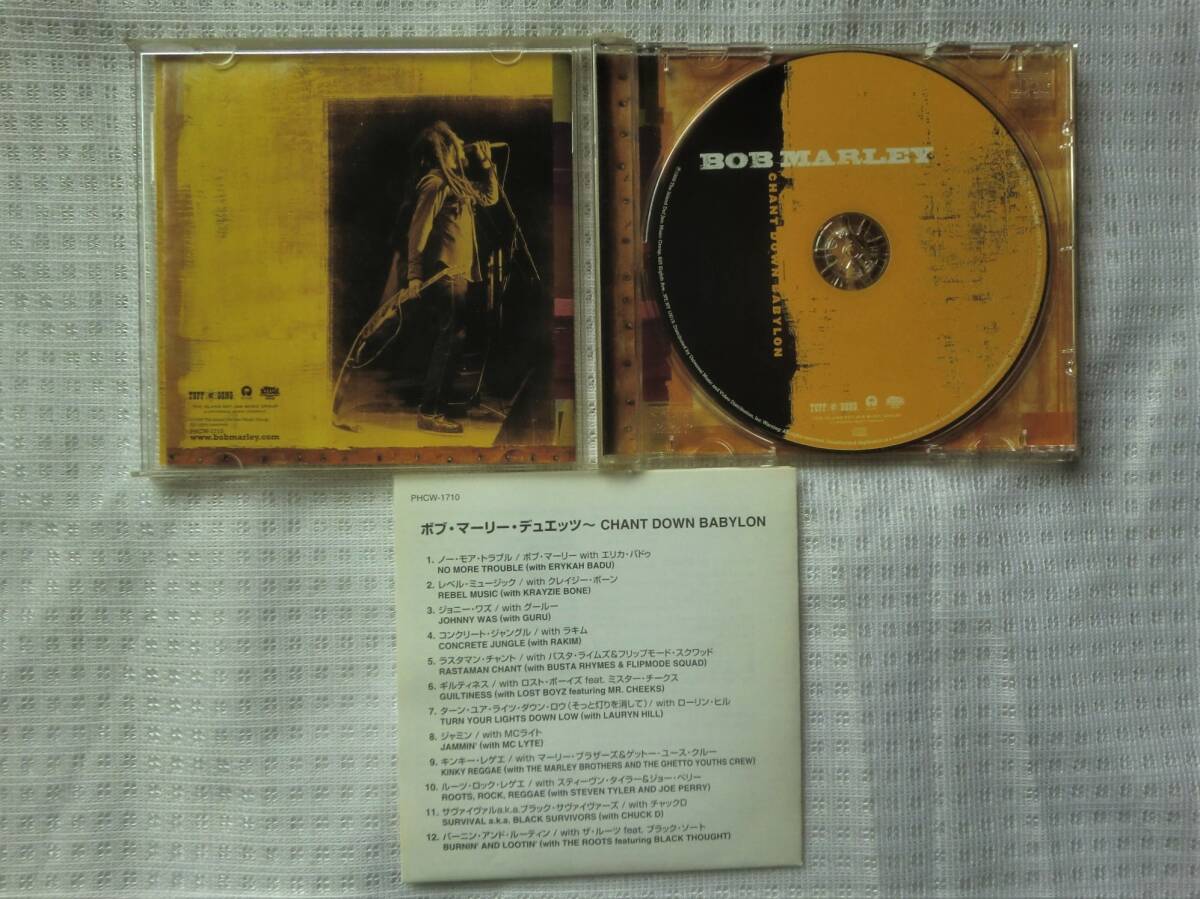 TUFF GONG
THE ISLAND DEF JAM MUSIC GROUP
PHCW-1710
www.bobmarley.com
BOB MARLEY
CHANT DOWN BABYLON
TUFF GONG
PHCW-1710
ボブ・マーリー・デュエッツ〜 CHANT DOWN BABYLON
1. ノー・モア・トラブル / ボブ・マーリー with エリカ・バドゥ
NO MORE TROUBLE (with ERYKAH BADU)
2. レベル・ミュージック / with クレイジー・ボーン
REBEL MUSIC (with KRAYZIE BONE)
3. ジョニー・ワズ / with グールー
JOHNNY WAS (with GURU)
4. コンクリート・ジャングル / with ラキム
CONCRETE JUNGLE (with RAKIM)
5. ラスタマン・チャント / with バスタ・ライムズ&フリップモード・スクワッド
RASTAMAN CHANT (with BUSTA RHYMES & FLIPMODE SQUAD)
6. ギルティネス / with ロスト・ボーイズ feat. ミスター・チークス
GUILTINESS (with LOST BOYZ featuring MR. CHEEKS)
7. ターン・ユア・ライツ・ダウン・ロウ(そっと灯りを消して) / with ローリン・ヒル
TURN YOUR LIGHTS DOWN LOW (with LAURYN HILL)
8. ジャミン / with MCライト
JAMMIN' (with MC LYTE)
9. キンキー・レゲエ / with マーリー・ブラザーズ&ゲットー・ユース・クルー
KINKY REGGAE (with THE MARLEY BROTHERS AND THE GHETTO YOUTHS CREW)
10. ルーツ・ロック・レゲエ / with スティーヴン・タイラー&ジョー・ペリー
ROOTS, ROCK, REGGAE (with STEVEN TYLER AND JOE PERRY)
11. サヴァイヴァルa.k.a.ブラック・サヴァイヴァーズ / with チャックD
SURVIVAL a.k.a. BLACK SURVIVORS (with CHUCK D)
12. バーニン・アンド・ルーティン / with ザ・ルーツ feat. ブラック・ソート
BURNIN' AND LOOTIN' (with THE ROOTS featuring BLACK THOUGHT)